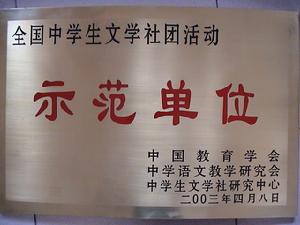 全国中学生文学社团活动
示范单位
中国教育学会
中学语文教学研究会
中学生文学社研究中心
二00三年四月八日